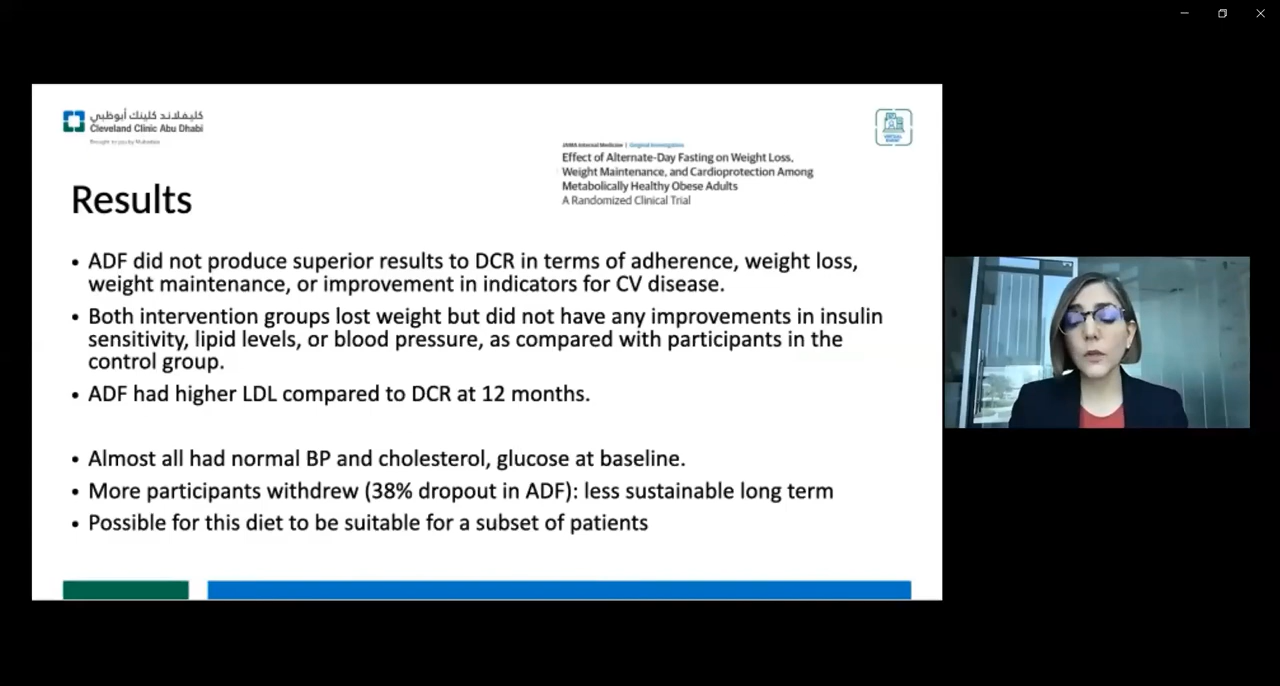 كليفلاند كلينك أبوظبي
Cleveland Clinic Abu Dhabi
JAMA Internal Medicine | Original Investigation
Effect of Alternate-Day Fasting on Weight Loss,
Weight Maintenance, and Cardioprotection Among
Metabolically Healthy Obese Adults
A Randomized Clinical Trial
Results
• ADF did not produce superior results to DCR in terms of adherence, weight loss,
weight maintenance, or improvement in indicators for CV disease.
• Both intervention groups lost weight but did not have any improvements in insulin
sensitivity, lipid levels, or blood pressure, as compared with participants in the
control group.
• ADF had higher LDL compared to DCR at 12 months.
• Almost all had normal BP and cholesterol, glucose at baseline.
• More participants withdrew (38% dropout in ADF): less sustainable long term
• Possible for this diet to be suitable for a subset of patients